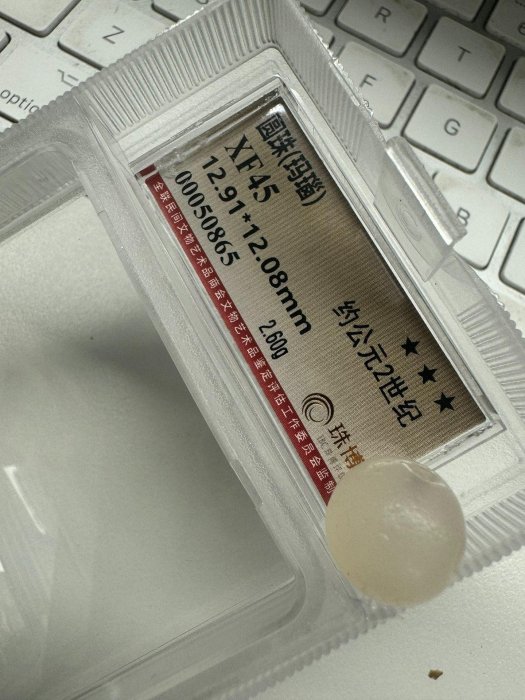 圆珠(玛瑙)
XF45
12.91*12.08mm
00050865
2.60g
★★★
约公元2世纪
珠博
全联民间文物艺术品商会文物艺术品鉴定评估工作委员会监制
Z
option
R
T
F
G
B